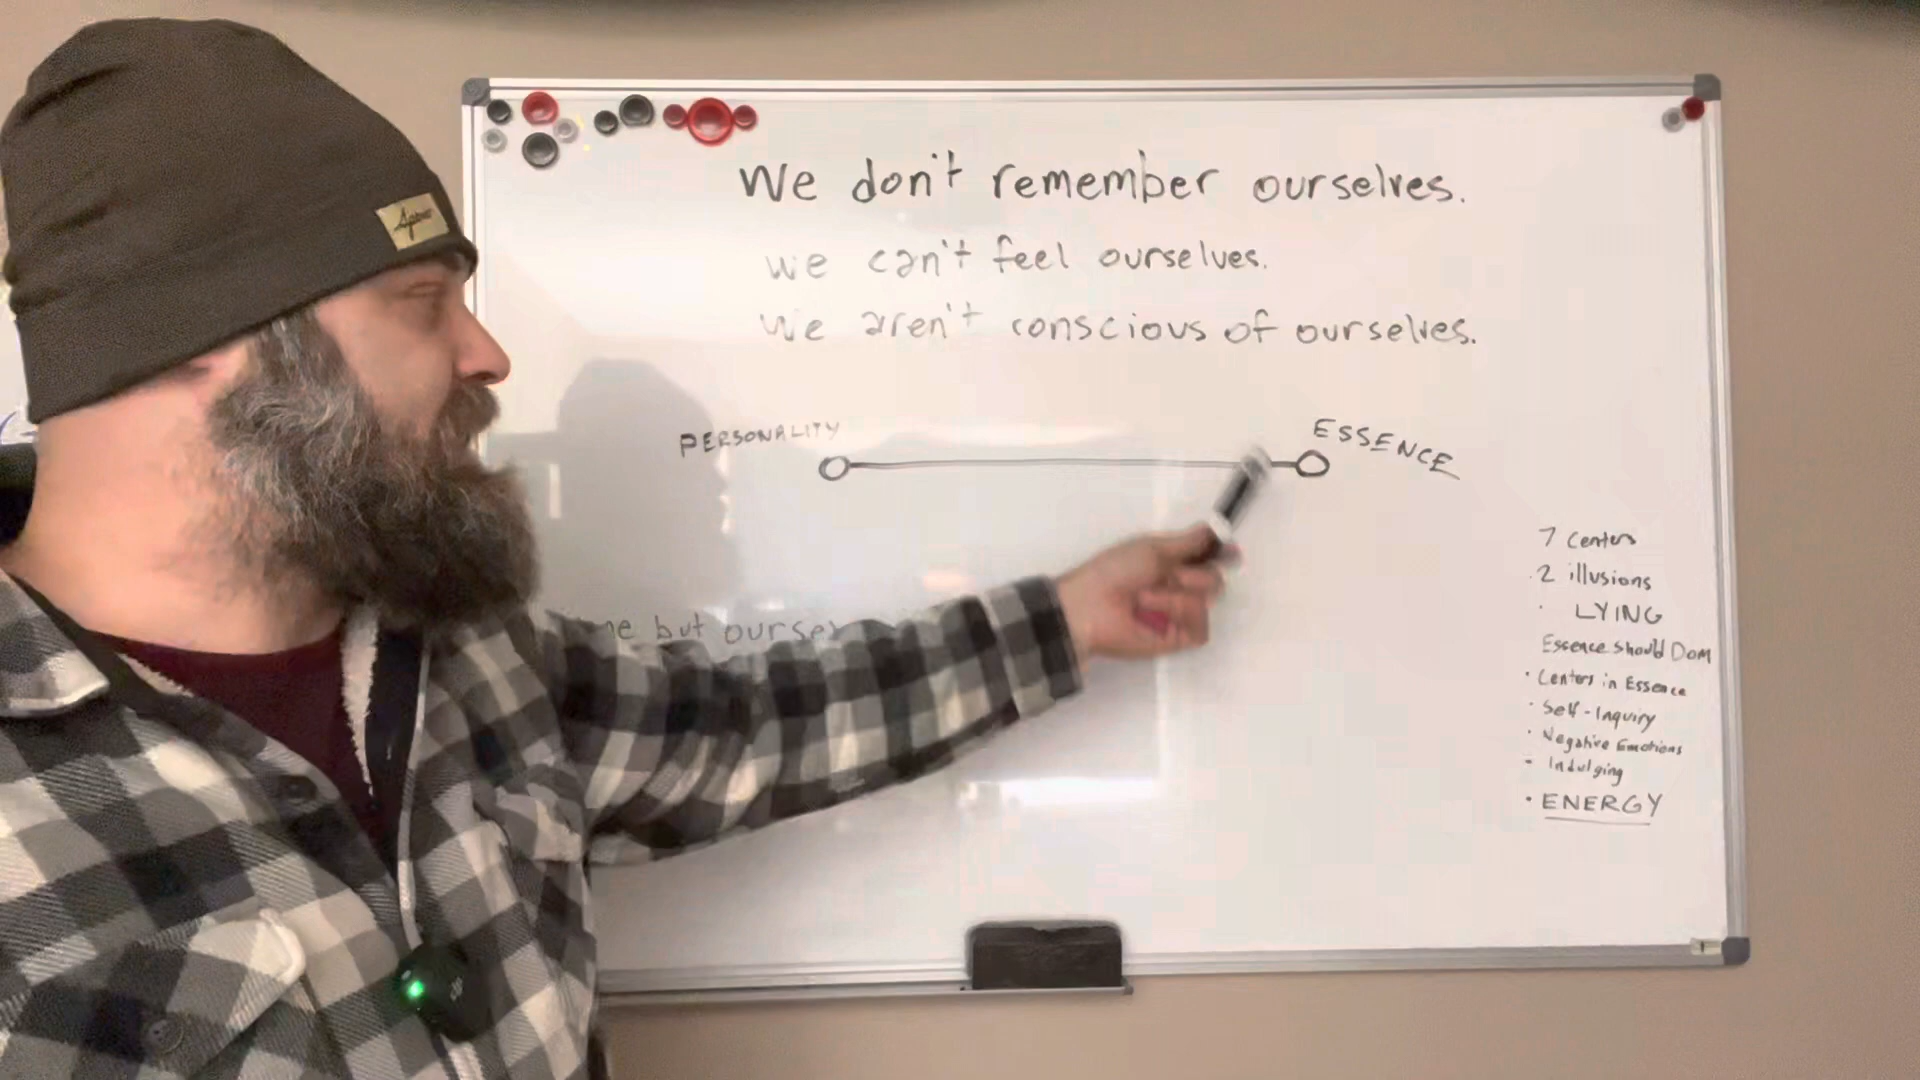 We don't remember ourselves.
We can't feel ourselves.
We aren't conscious of ourselves.
PERSONALITY
ESSENCE
but ourse
7 Centers
2 illusions
· LYING
Essence should Dom
· Centers in Essence
· Self-Inquiry
· Negative Emotions
- Indulging
· ENERGY